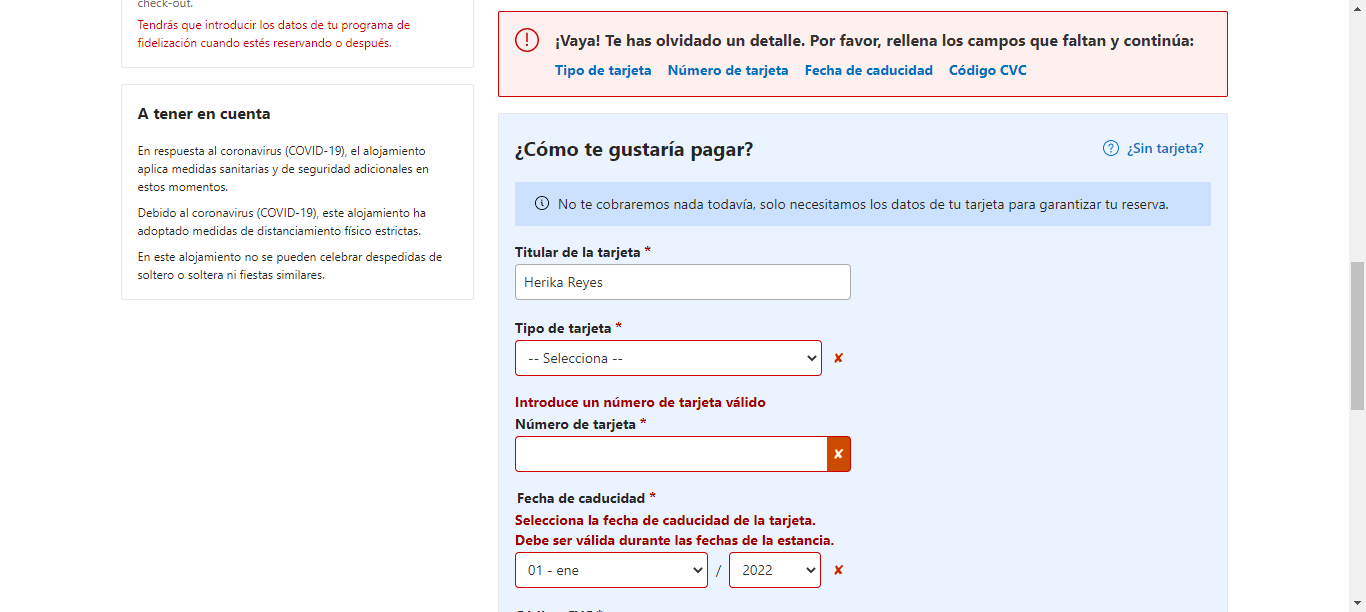 check-out.
Tendrás que introducir los datos de tu programa de
fidelización cuando estés reservando o después.
A tener en cuenta
En respuesta al coronavirus (COVID-19), el alojamiento
aplica medidas sanitarias y de seguridad adicionales en
estos momentos.
Debido al coronavirus (COVID-19), este alojamiento ha
adoptado medidas de distanciamiento físico estrictas.
En este alojamiento no se pueden celebrar despedidas de
soltero o soltera ni fiestas similares.
¡Vaya! Te has olvidado un detalle. Por favor, rellena los campos que faltan y continúa:
Tipo de tarjeta Número de tarjeta Fecha de caducidad Código CVC
¿Cómo te gustaría pagar?
¿Sin tarjeta?
No te cobraremos nada todavía, solo necesitamos los datos de tu tarjeta para garantizar tu reserva.
Titular de la tarjeta *
Herika Reyes
Tipo de tarjeta *
-- Selecciona --
Introduce un número de tarjeta válido
Número de tarjeta *
Fecha de caducidad *
Selecciona la fecha de caducidad de la tarjeta.
Debe ser válida durante las fechas de la estancia.
01 - ene / 2022